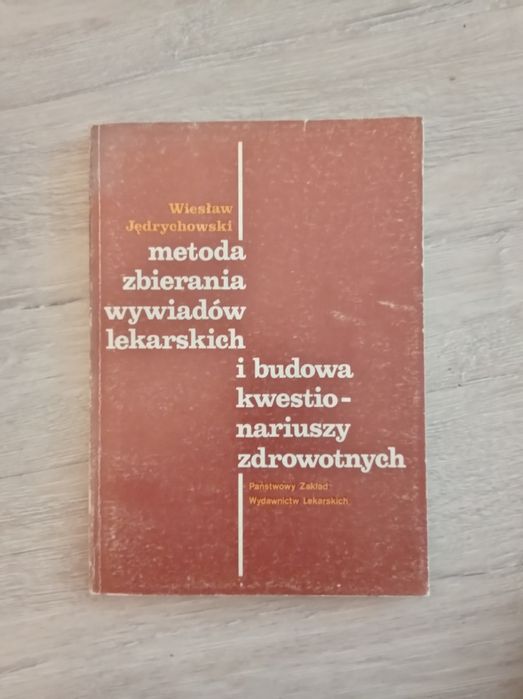 Wiesław
Jędrychowski
metoda
zbierania
wywiadów
lekarskich
i budowa
kwestio-
nariuszy
zdrowotnych
Państwowy Zakład
Wydawnictw Lekarskich